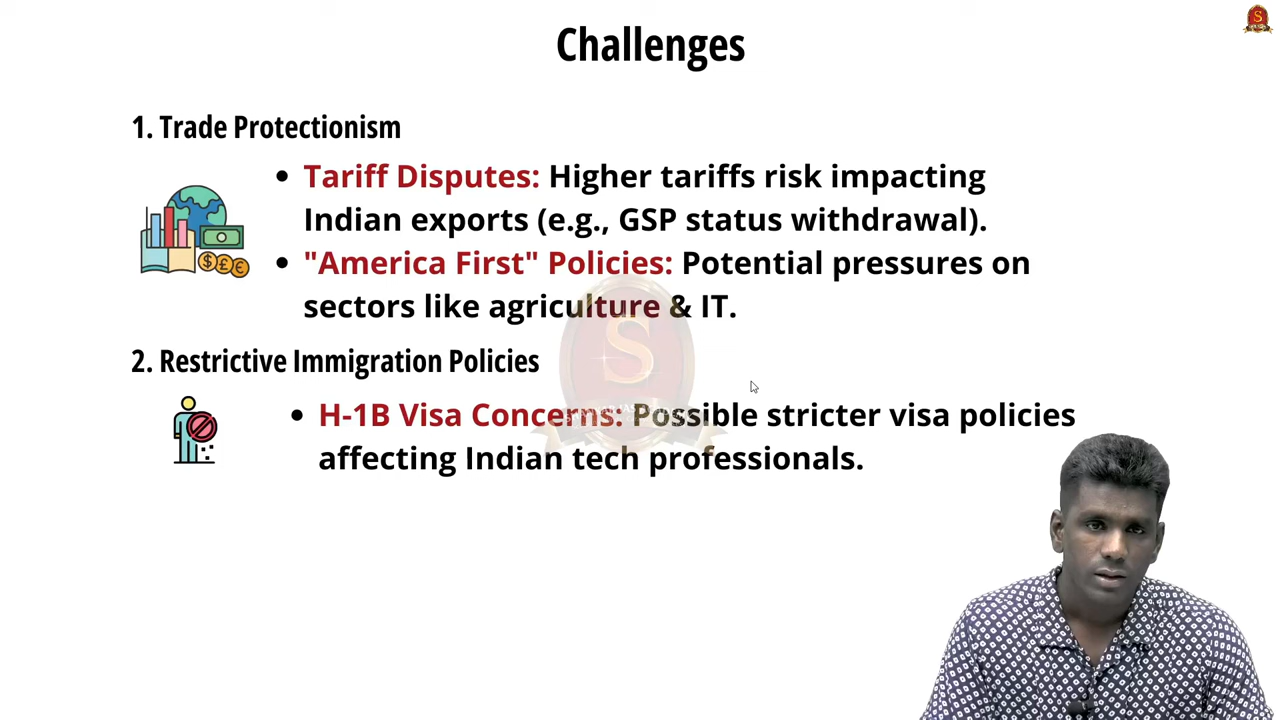 Challenges
1. Trade Protectionism
• Tariff Disputes: Higher tariffs risk impacting
Indian exports (e.g., GSP status withdrawal).
• "America First" Policies: Potential pressures on
sectors like agriculture & IT.
2. Restrictive Immigration Policies
• H-1B Visa Concerns: Possible stricter visa policies
affecting Indian tech professionals.
S
S